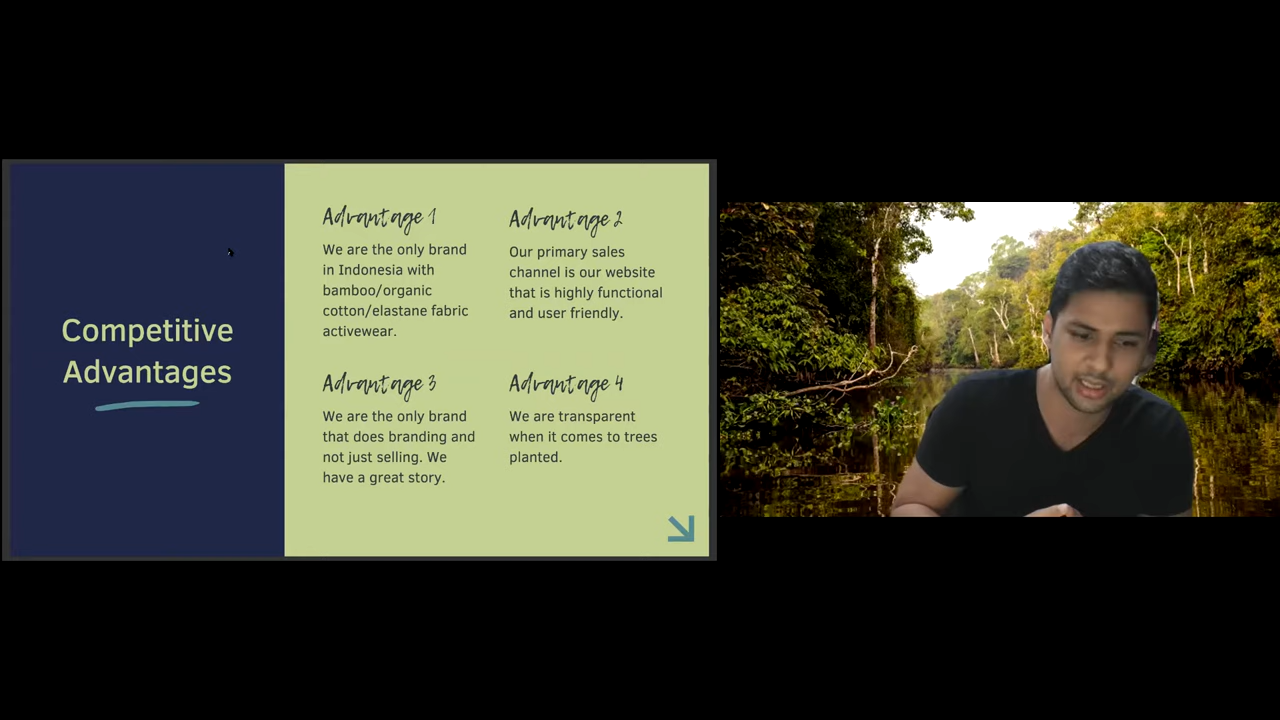 Competitive
Advantages
Advantage 1
We are the only brand
in Indonesia with
bamboo/organic
cotton/elastane fabric
activewear.
Advantage 2
Our primary sales
channel is our website
that is highly functional
and user friendly.
Advantage 3
We are the only brand
that does branding and
not just selling. We
have a great story.
Advantage 4
We are transparent
when it comes to trees
planted.